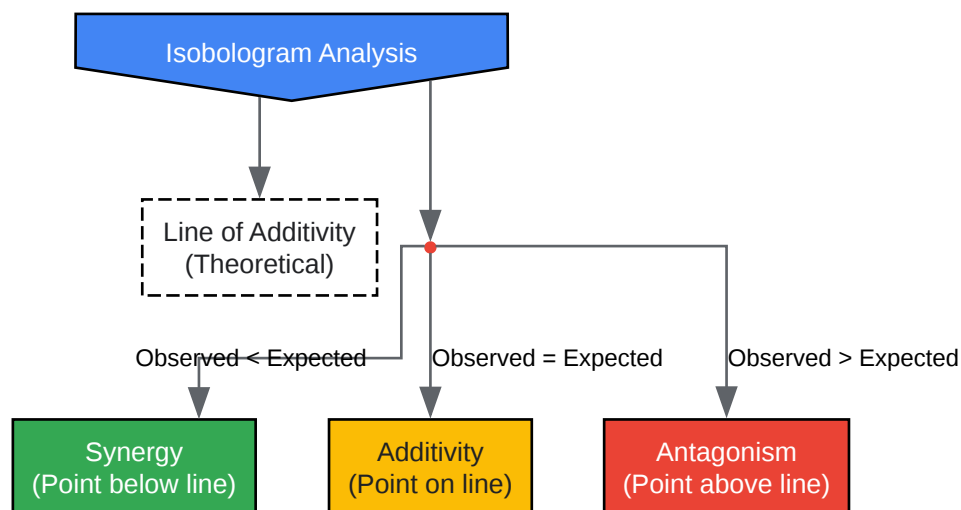 Isobologram Analysis
Line of Additivity
(Theoretical)
Observed < Expected
Observed = Expected
Observed > Expected
Synergy
(Point below line)
Additivity
(Point on line)
Antagonism
(Point above line)